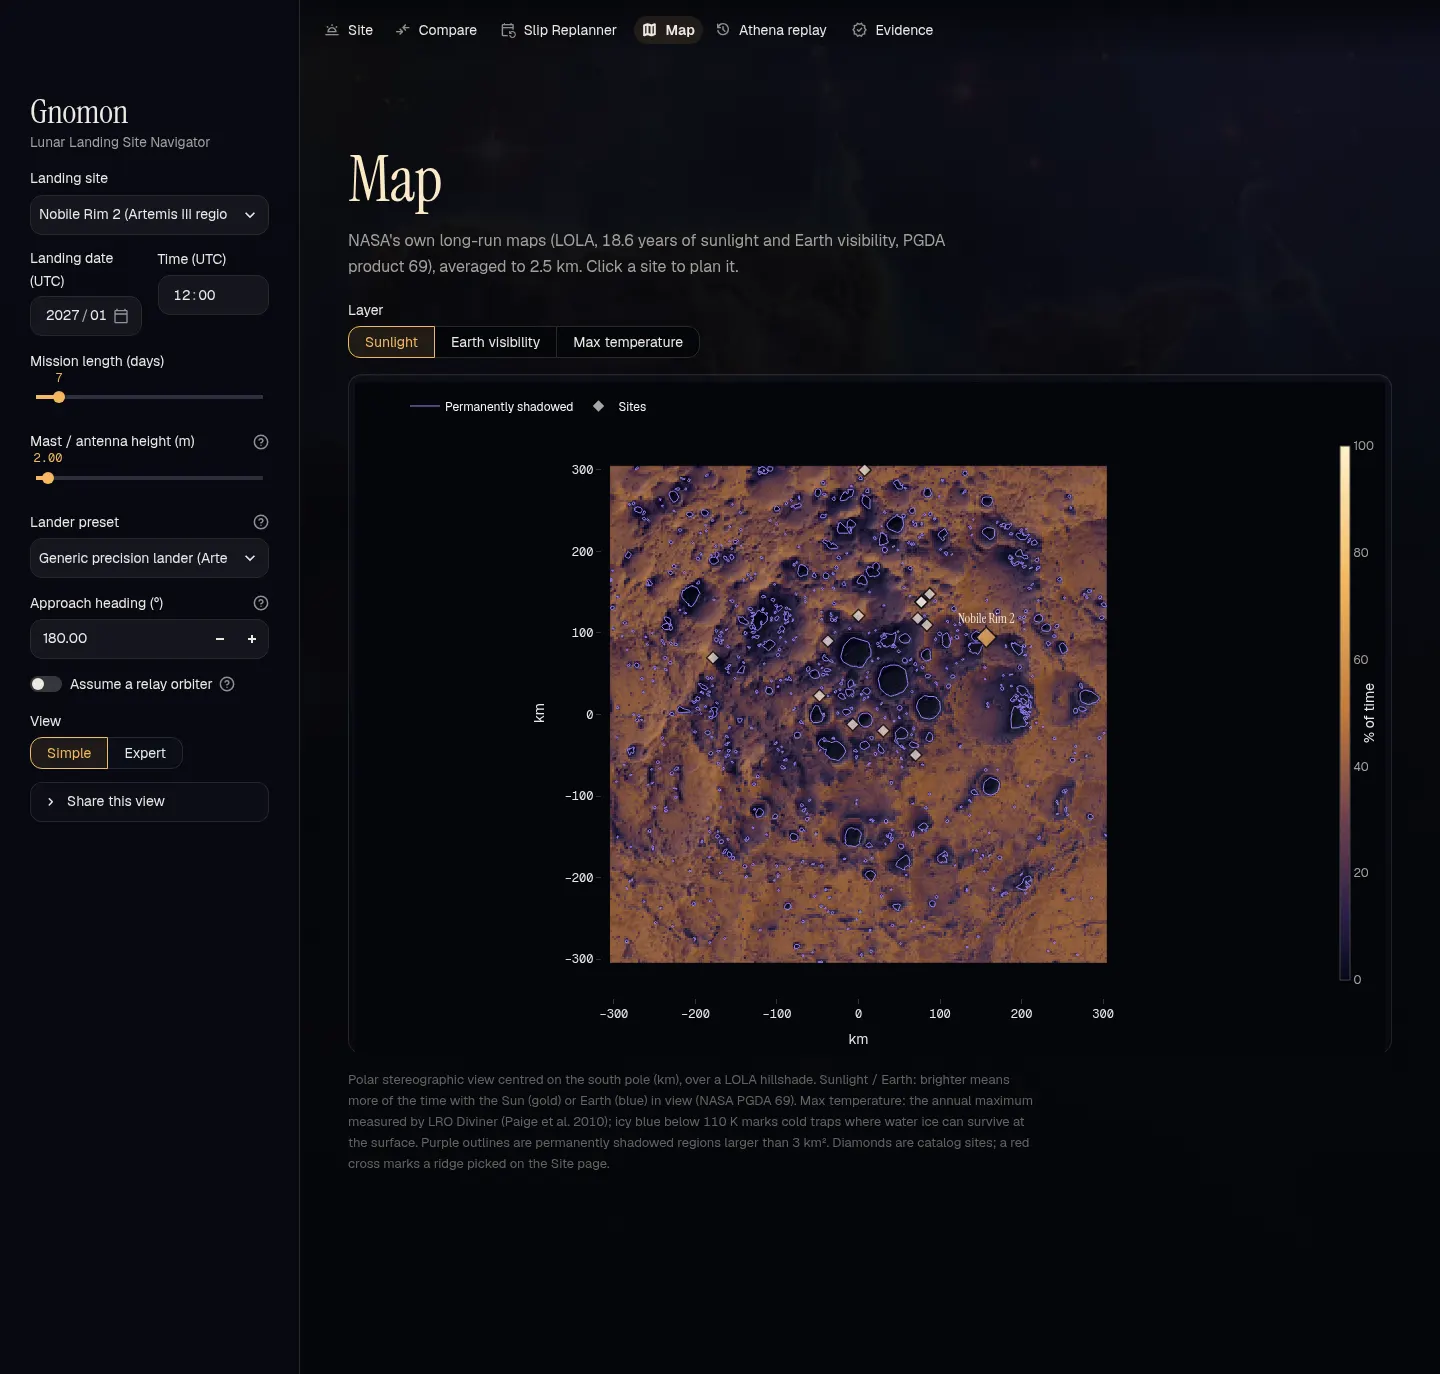 Site
Compare
Slip Replanner
Map
Athena replay
Evidence
Gnomon
Lunar Landing Site Navigator
Landing site
Nobile Rim 2 (Artemis III regio
Landing date (UTC)
Time (UTC)
2027/01
12:00
Mission length (days)
7
Mast / antenna height (m)
2.00
Lander preset
Generic precision lander (Arte
Approach heading (°)
180.00
Assume a relay orbiter
View
Simple
Expert
Share this view
Map
NASA's own long-run maps (LOLA, 18.6 years of sunlight and Earth visibility, PGDA
product 69), averaged to 2.5 km. Click a site to plan it.
Layer
Sunlight
Earth visibility
Max temperature
Permanently shadowed
Sites
300
200
100
0
−100
−200
−300
km
Nobile Rim 2
−300
−200
−100
0
100
200
300
km
100
80
60
40
20
0
% of time
Polar stereographic view centred on the south pole (km), over a LOLA hillshade. Sunlight / Earth: brighter means
more of the time with the Sun (gold) or Earth (blue) in view (NASA PGDA 69). Max temperature: the annual maximum
measured by LRO Diviner (Paige et al. 2010); icy blue below 110 K marks cold traps where water ice can survive at
the surface. Purple outlines are permanently shadowed regions larger than 3 km². Diamonds are catalog sites; a red
cross marks a ridge picked on the Site page.